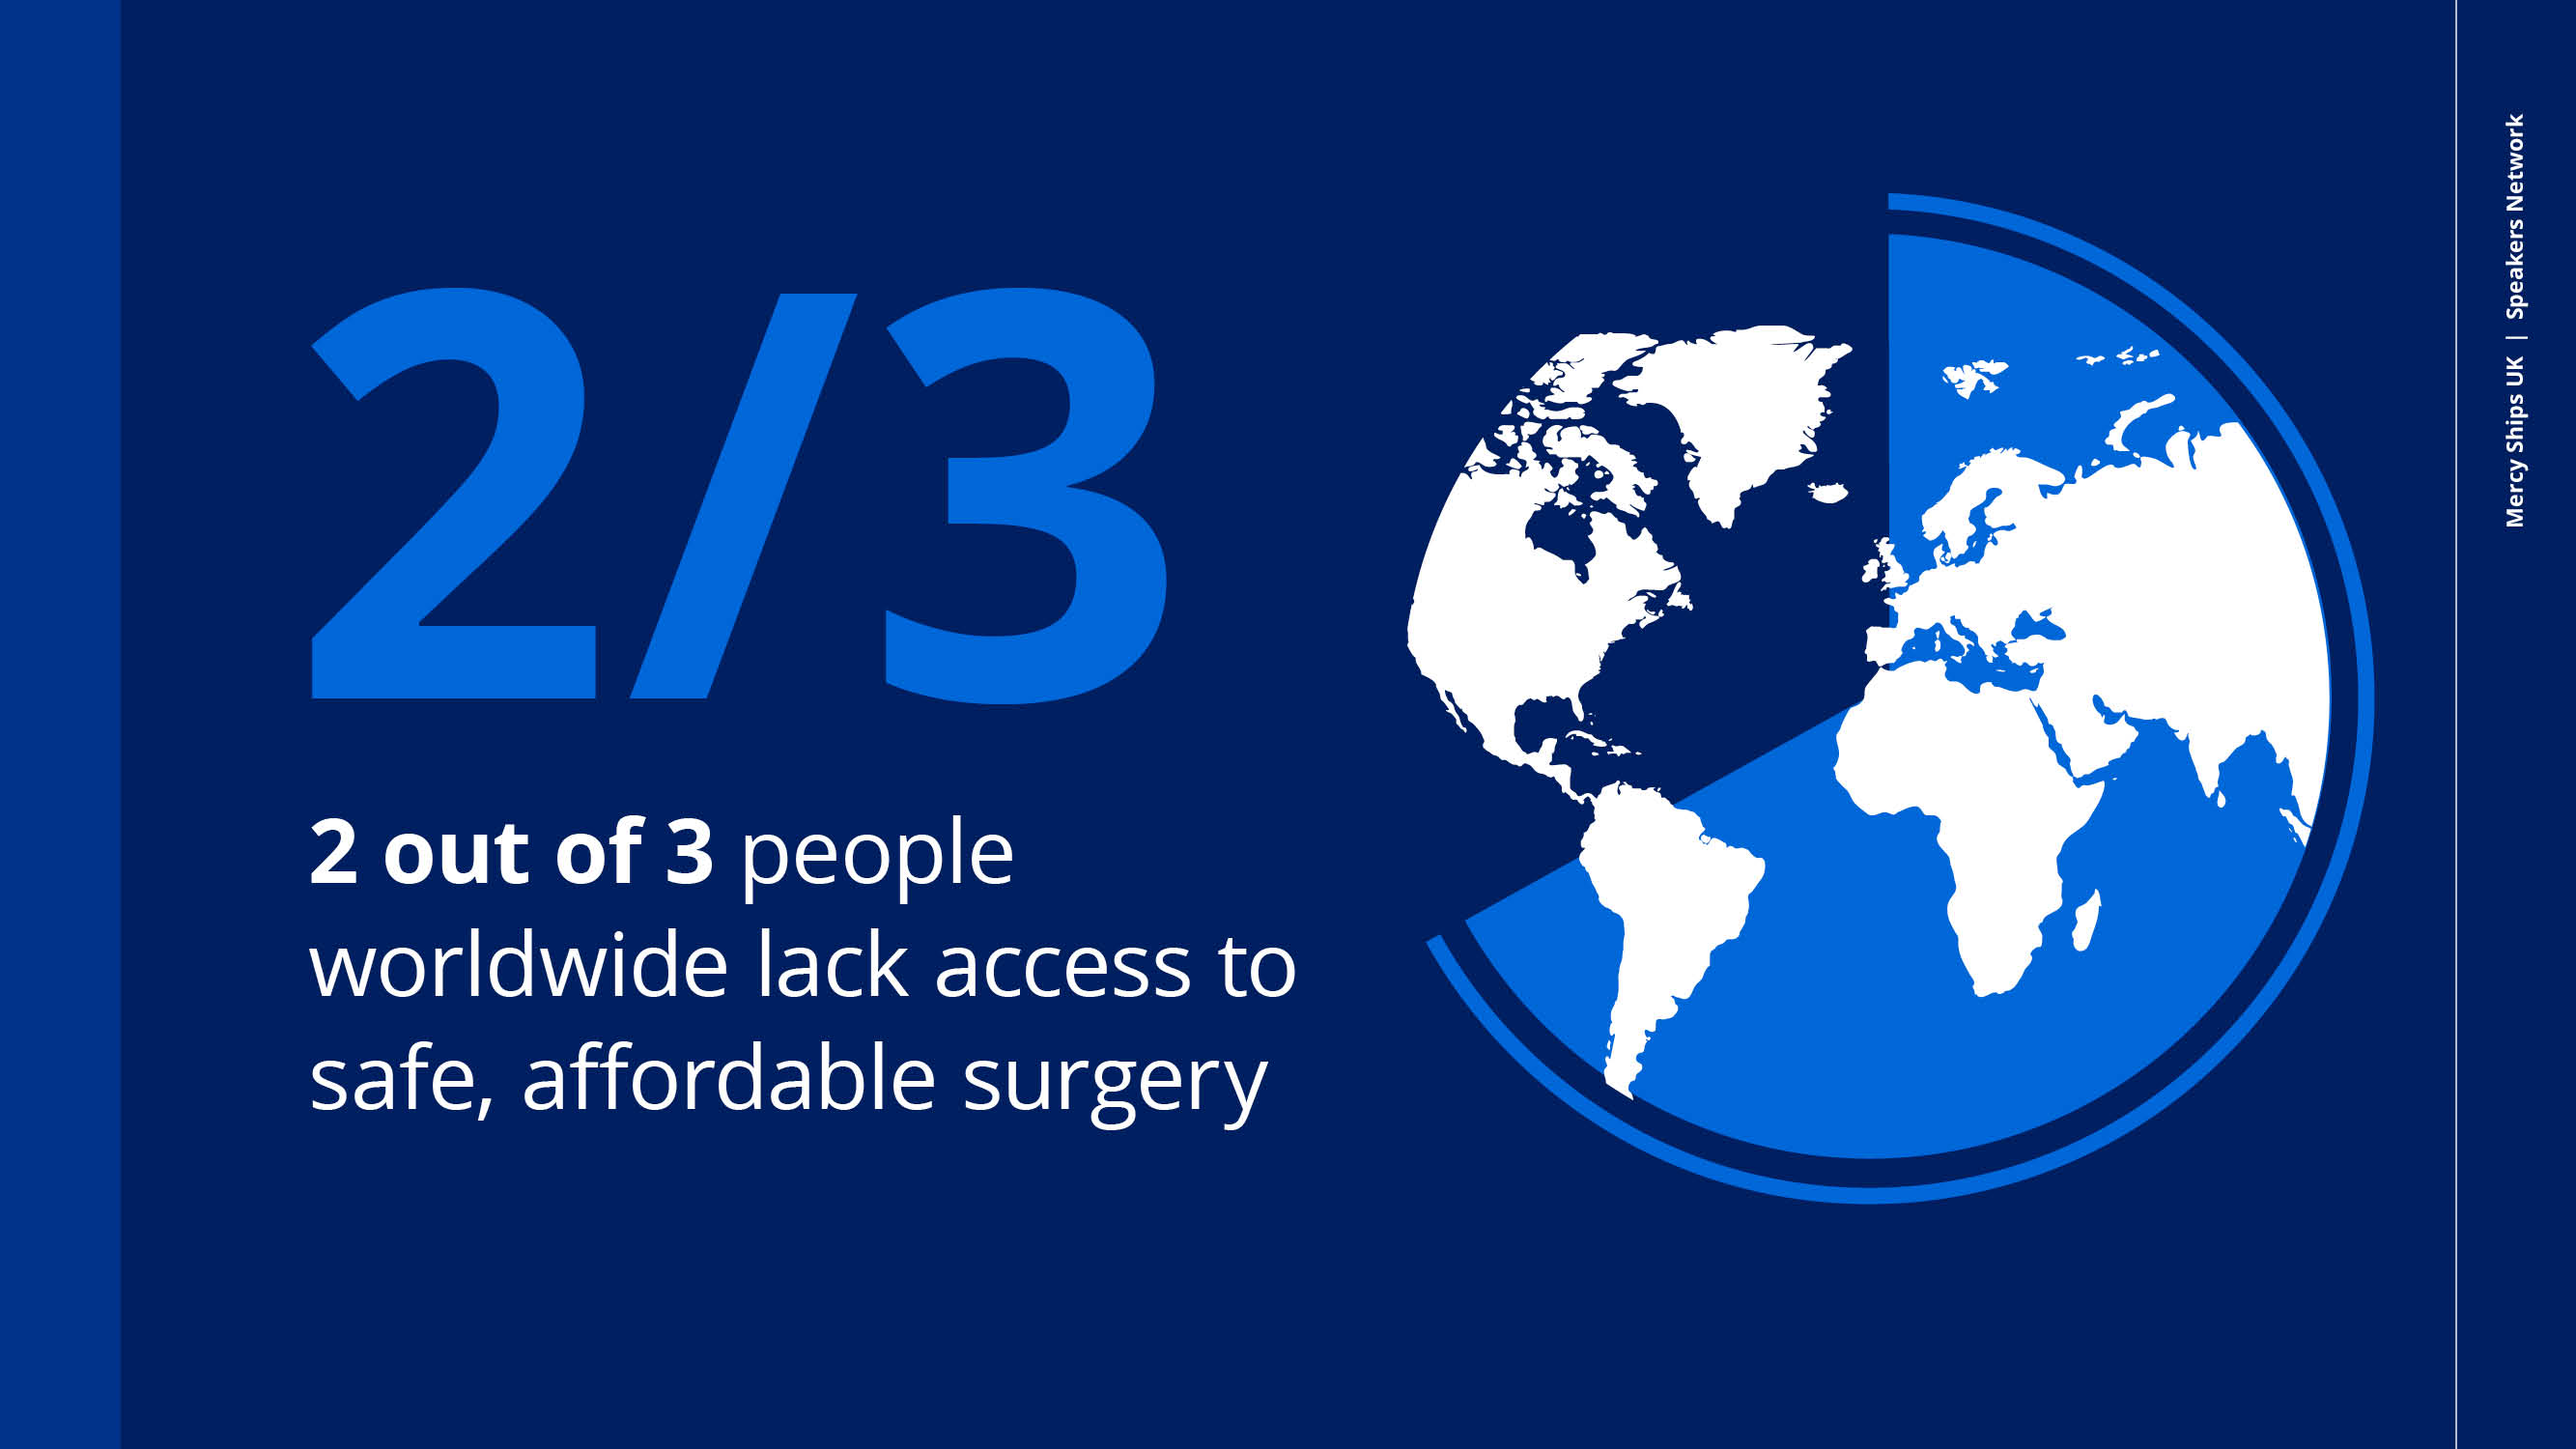 2/3
2 out of 3 people
worldwide lack access to
safe, affordable surgery
Mercy Ships UK | Speakers Network